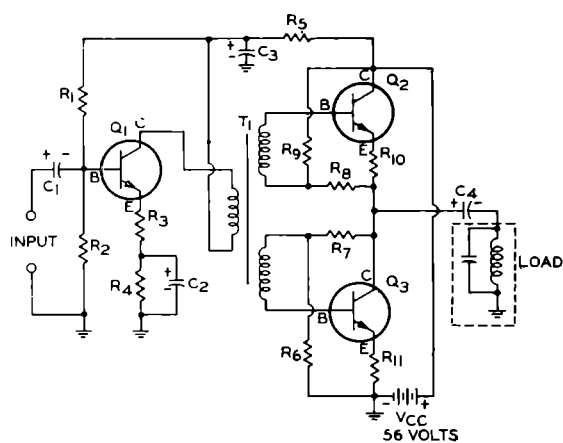 R5
+
-
C3
R1
Q1
C
+ -
C1
B
E
R3
INPUT
R2
R4
+
-
C2
T1
C
Q2
B
E
R9
R10
R8
+ -
C4
R7
LOAD
C
Q3
B
E
R6
R11
- +
VCC
56 VOLTS